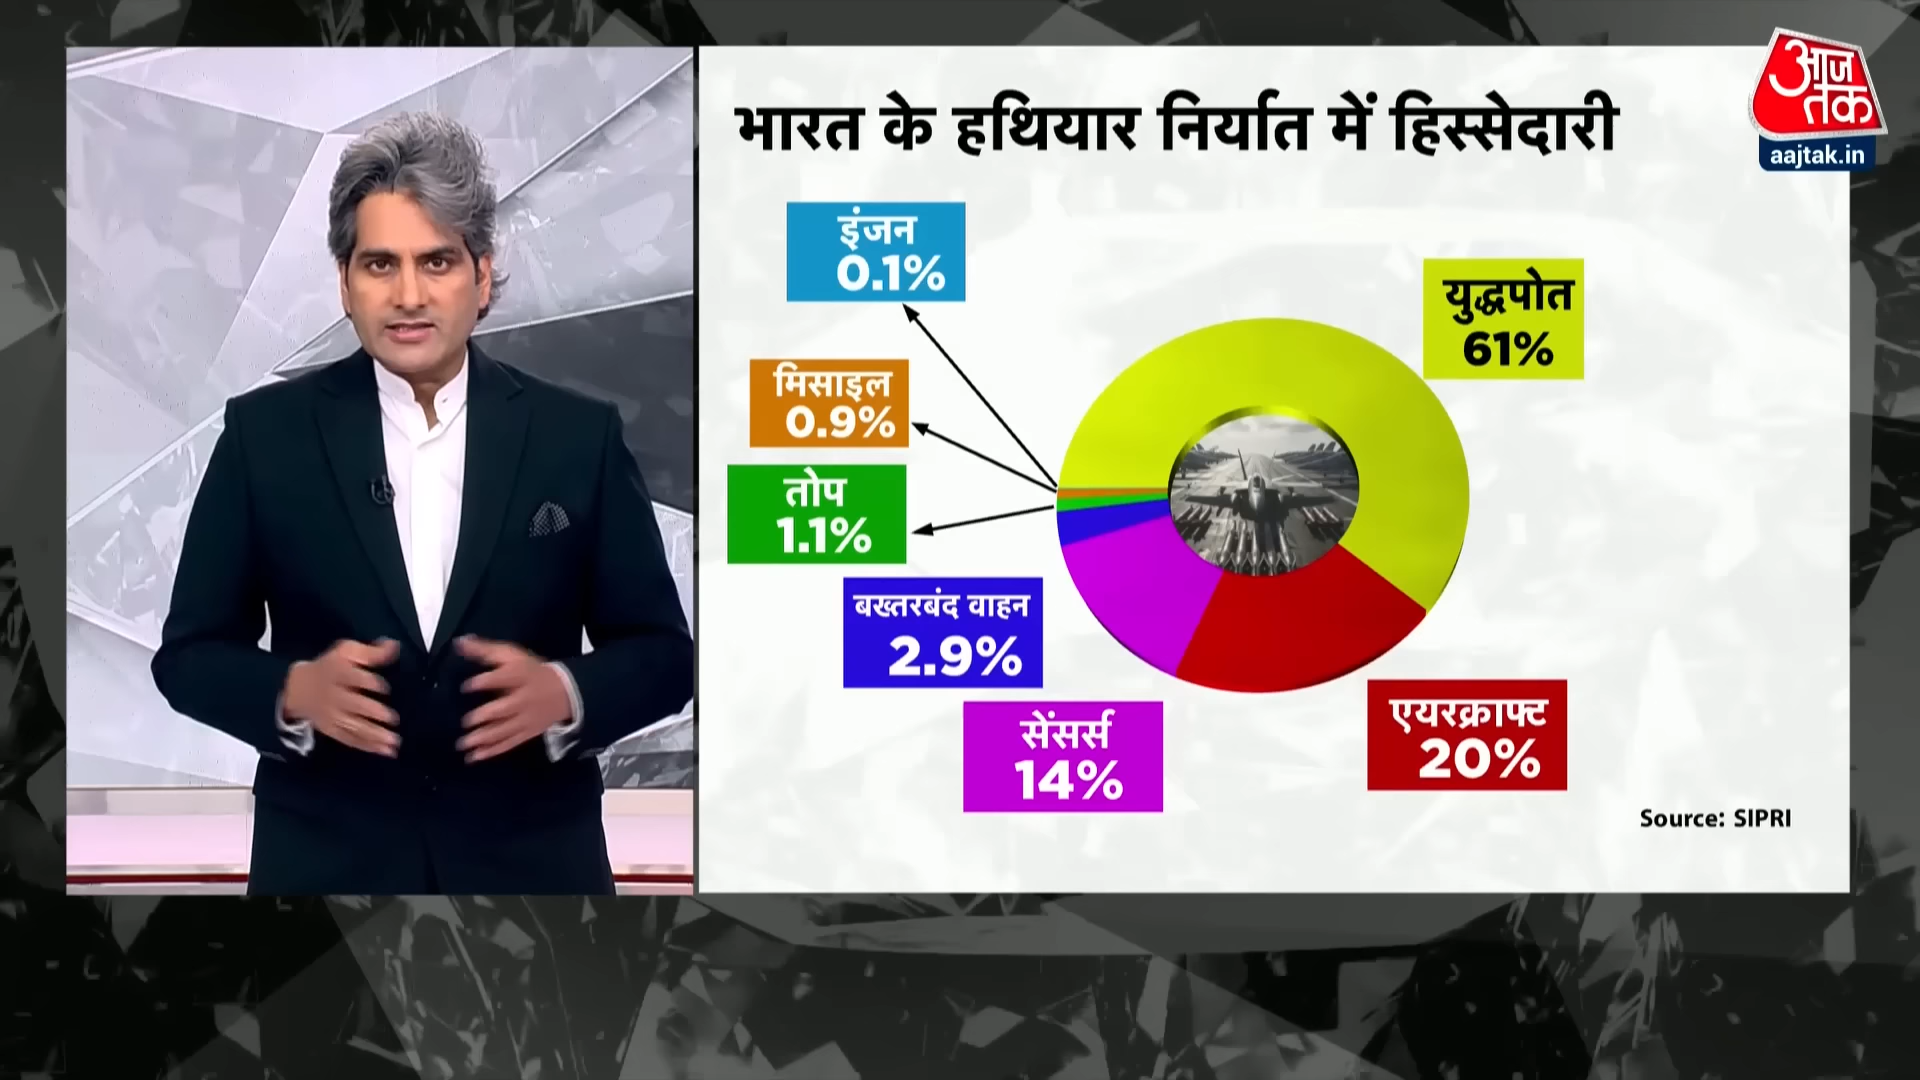 भारत के हथियार निर्यात में हिस्सेदारी
आज
तक
aajtak.in
इंजन
0.1%
युद्धपोत
61%
मिसाइल
0.9%
तोप
1.1%
बख्तरबंद वाहन
2.9%
सेंसर्स
14%
एयरक्राफ्ट
20%
Source: SIPRI